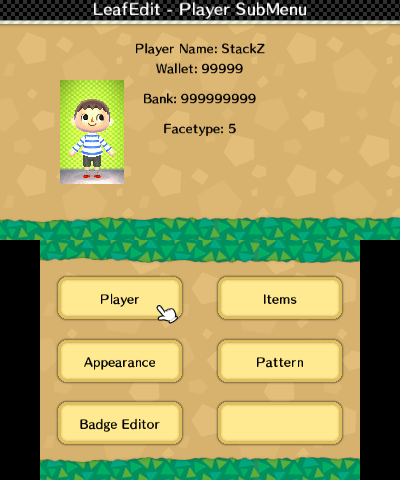 LeafEdit - Player SubMenu
Player Name: StackZ
Wallet: 99999
Bank: 999999999
Facetype: 5
Player
Items
Appearance
Pattern
Badge Editor